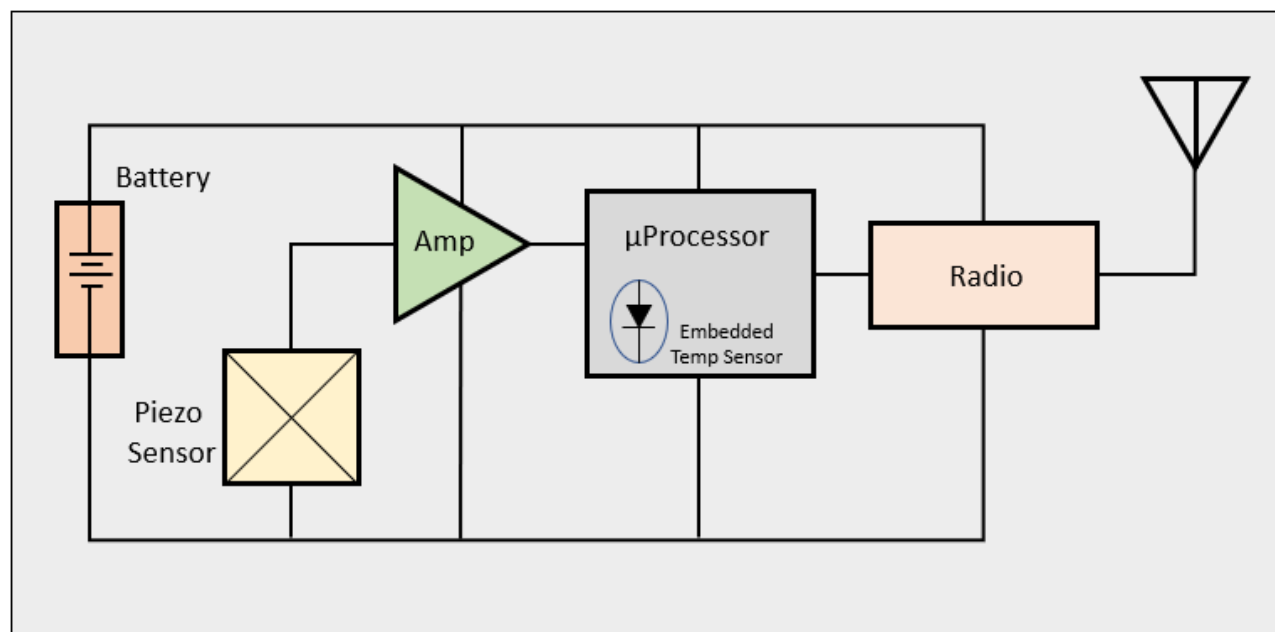 Battery
Amp
µProcessor
Embedded
Temp Sensor
Radio
Piezo
Sensor